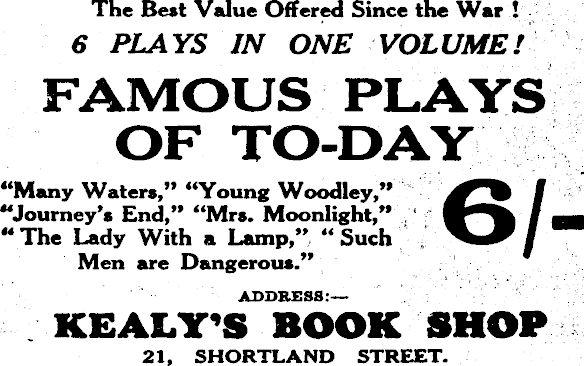 The Best Value Offered Since the War !
6 PLAYS IN ONE VOLUME!
FAMOUS PLAYS
OF TO-DAY
"Many Waters," "Young Woodley,"
"Journey's End," "Mrs. Moonlight,"
"The Lady With a Lamp," "Such
Men are Dangerous."
6/-
ADDRESS:—
KEALY'S BOOK SHOP
21, SHORTLAND STREET.